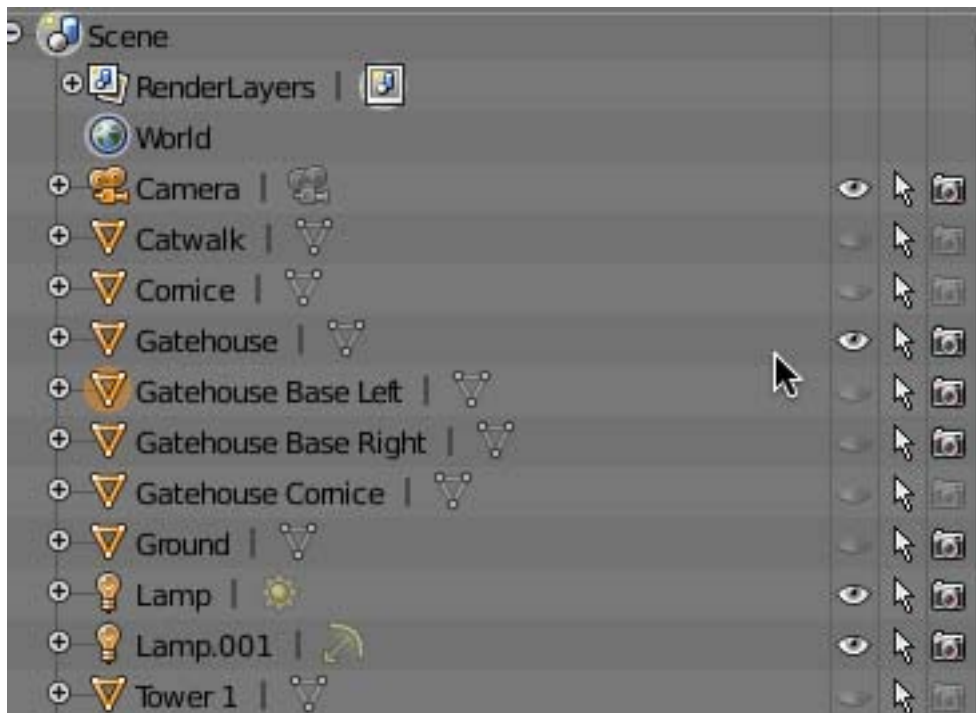 Scene
RenderLayers |
World
Camera |
Catwalk |
Cornice |
Gatehouse |
Gatehouse Base Left |
Gatehouse Base Right |
Gatehouse Cornice |
Ground |
Lamp |
Lamp.001 |
Tower 1 |